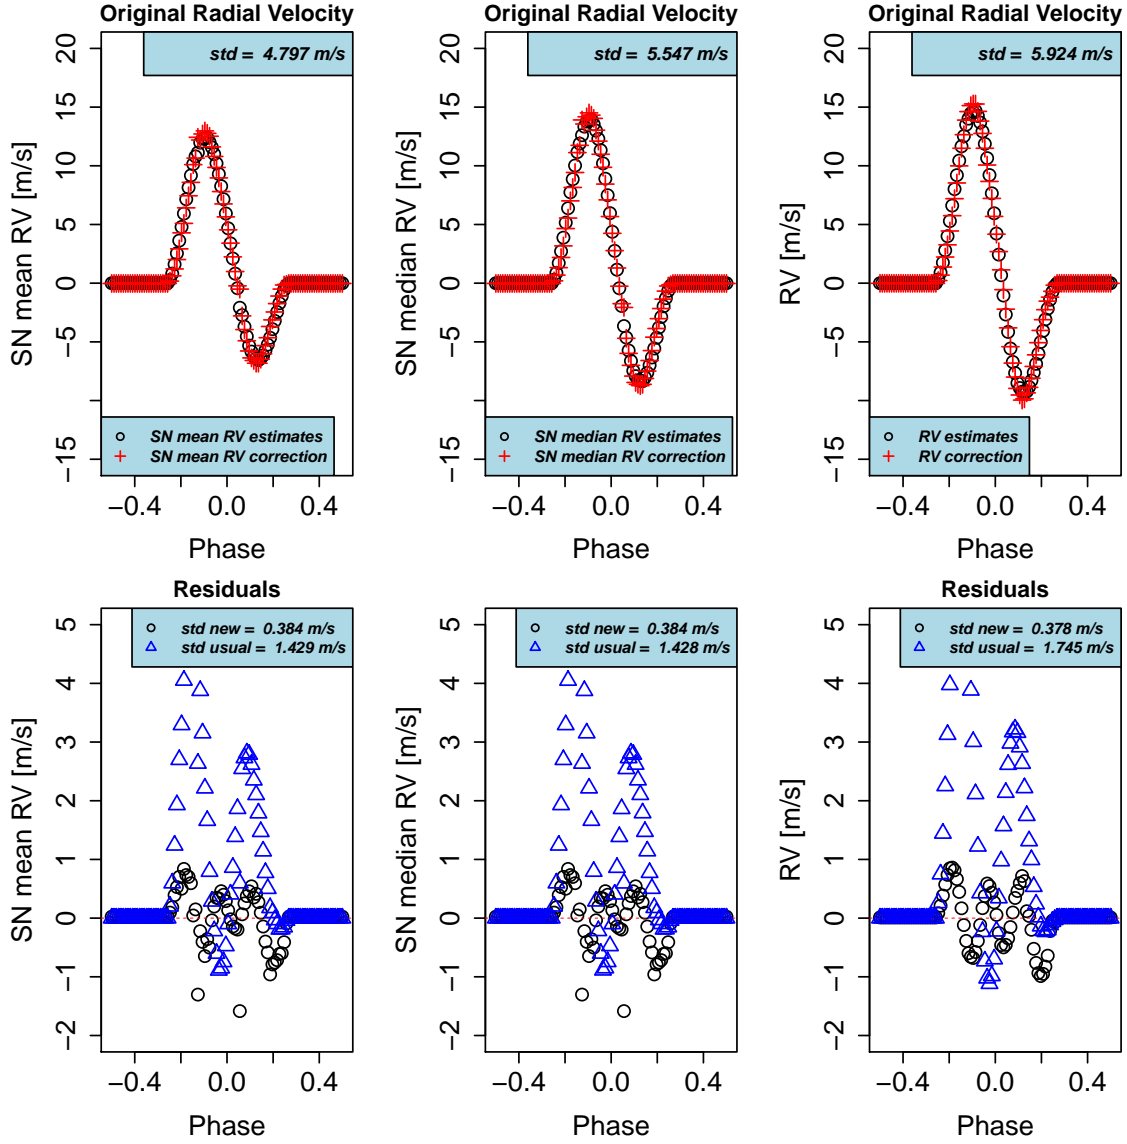 Original Radial Velocity
Original Radial Velocity
Original Radial Velocity
std = 4.797 m/s
std = 5.547 m/s
std = 5.924 m/s
SN mean RV [m/s]
20
15
10
5
0
−5
−15
SN mean RV estimates
SN mean RV correction
−0.4 0.0 0.4
Phase
SN median RV [m/s]
20
15
10
5
0
−5
−15
SN median RV estimates
SN median RV correction
−0.4 0.0 0.4
Phase
RV [m/s]
20
15
10
5
0
−5
−15
RV estimates
RV correction
−0.4 0.0 0.4
Phase
Residuals
Residuals
std new = 0.384 m/s
std usual = 1.429 m/s
SN mean RV [m/s]
5
4
3
2
1
0
−1
−2
−0.4 0.0 0.4
Phase
std new = 0.384 m/s
std usual = 1.428 m/s
SN median RV [m/s]
5
4
3
2
1
0
−1
−2
−0.4 0.0 0.4
Phase
std new = 0.378 m/s
std usual = 1.745 m/s
RV [m/s]
5
4
3
2
1
0
−1
−2
−0.4 0.0 0.4
Phase